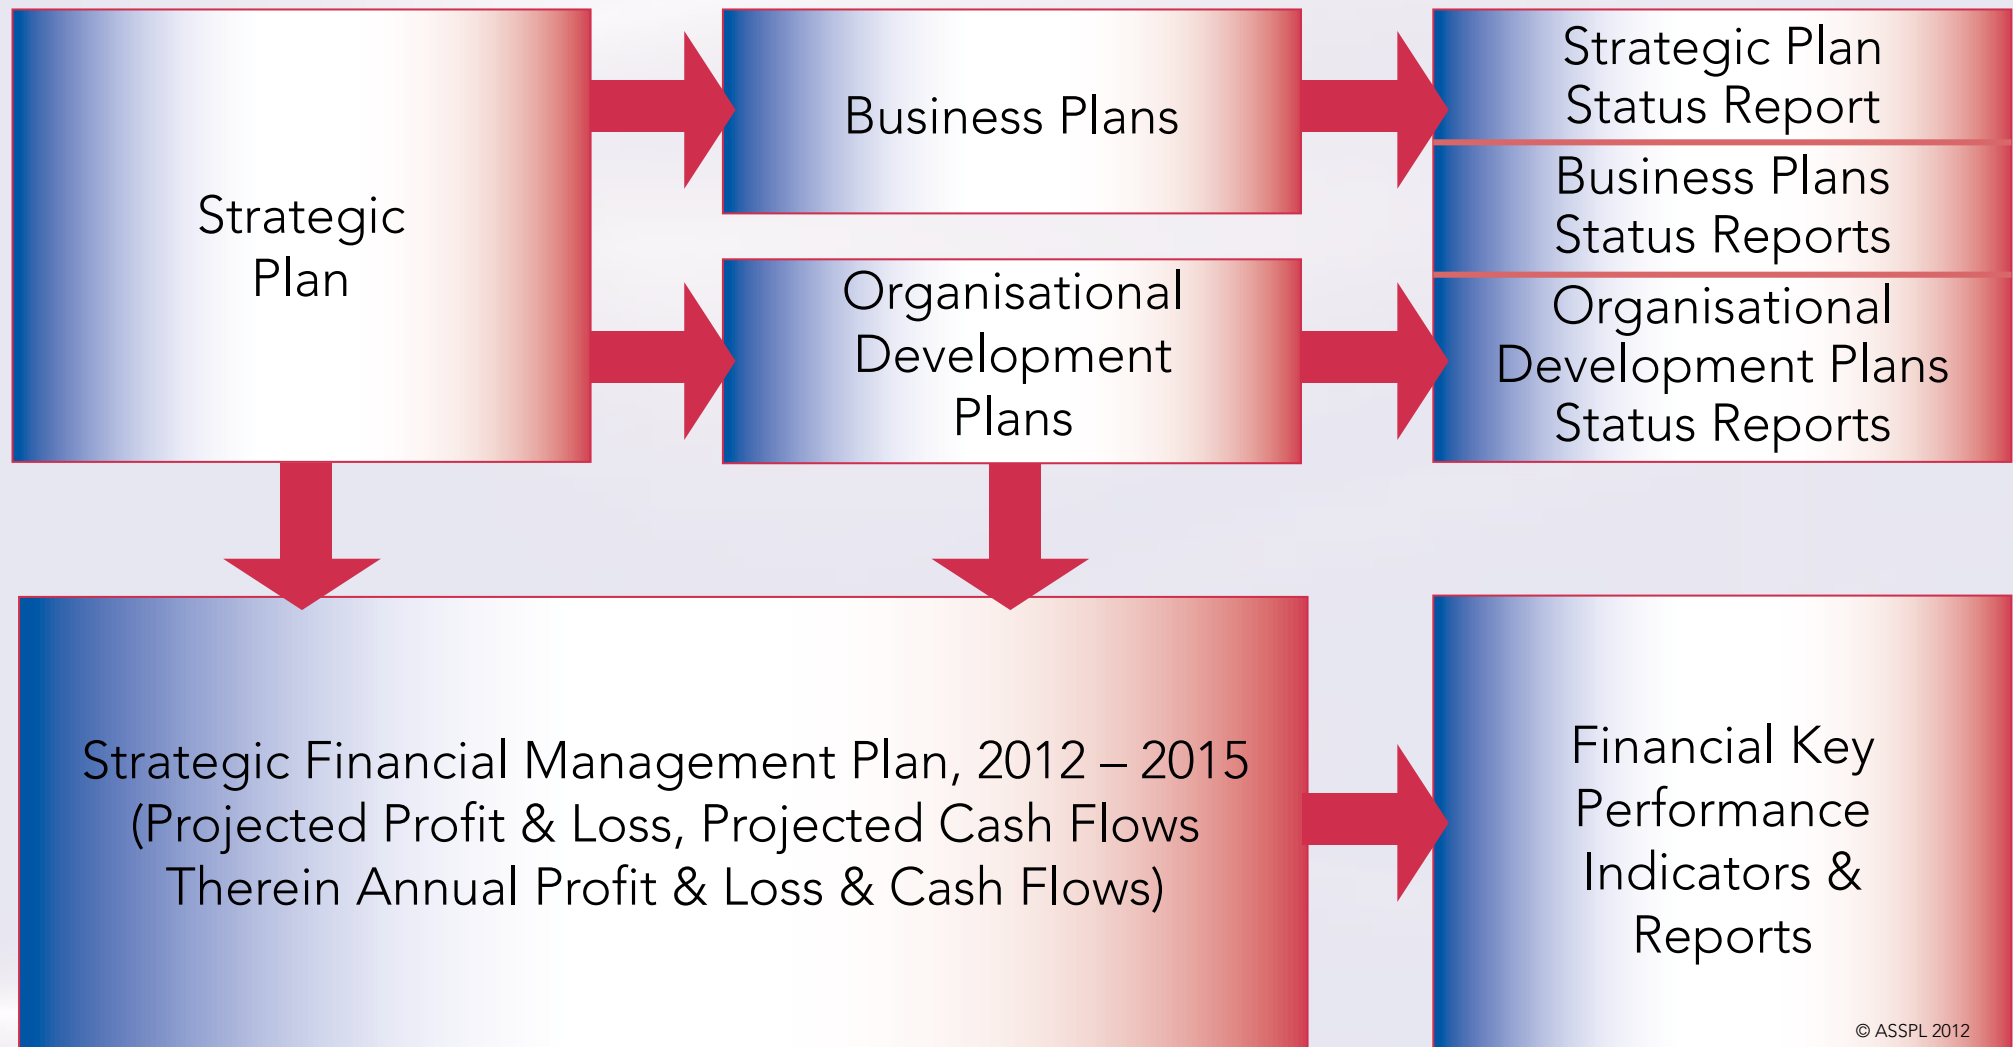 Strategic
Plan
Business Plans
Organisational
Development
Plans
Strategic Plan
Status Report
Business Plans
Status Reports
Organisational
Development Plans
Status Reports
Strategic Financial Management Plan, 2012 – 2015
(Projected Profit & Loss, Projected Cash Flows
Therein Annual Profit & Loss & Cash Flows)
Financial Key
Performance
Indicators &
Reports
© ASSPL 2012